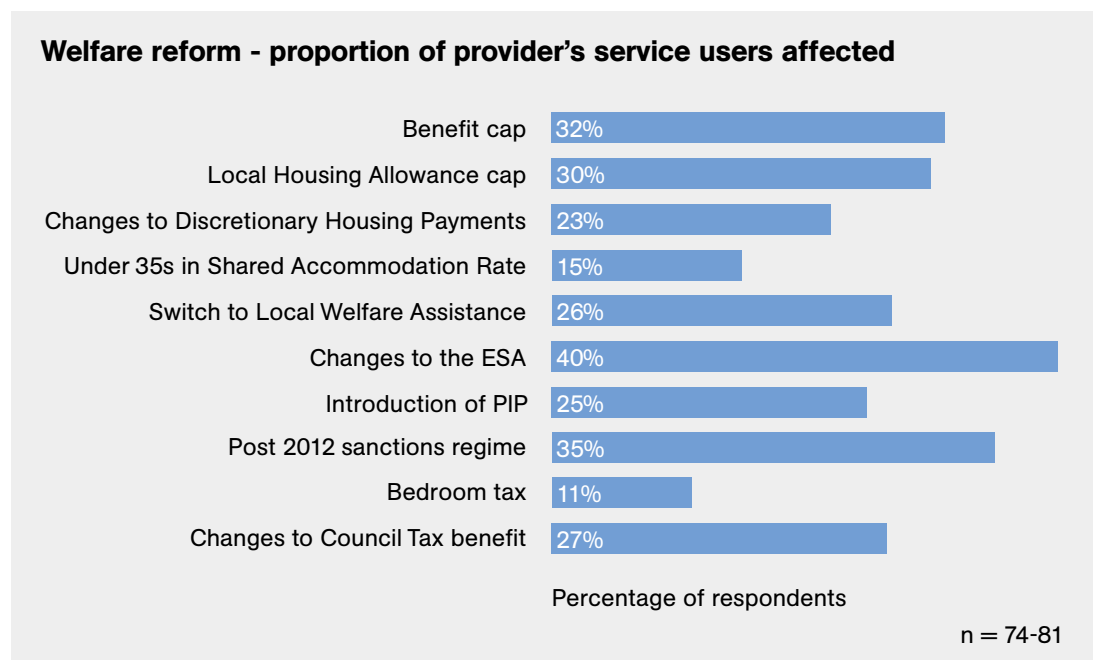 Welfare reform - proportion of provider’s service users affected
Benefit cap 32%
Local Housing Allowance cap 30%
Changes to Discretionary Housing Payments 23%
Under 35s in Shared Accommodation Rate 15%
Switch to Local Welfare Assistance 26%
Changes to the ESA 40%
Introduction of PIP 25%
Post 2012 sanctions regime 35%
Bedroom tax 11%
Changes to Council Tax benefit 27%
Percentage of respondents
n = 74-81